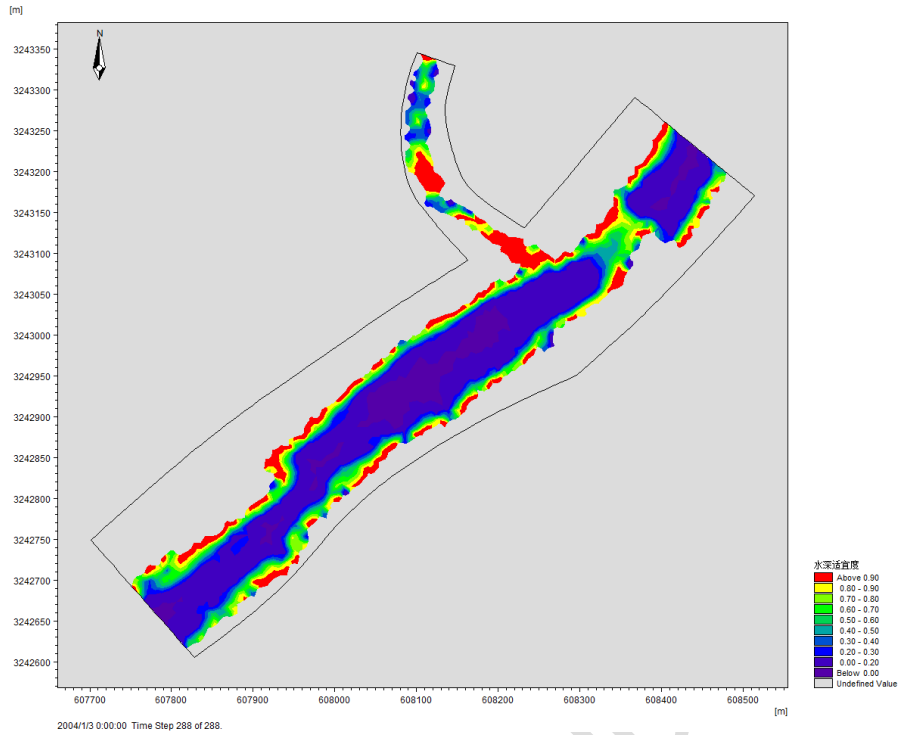 [m]
N
3243350
3243300
3243250
3243200
3243150
3243100
3243050
3243000
3242950
3242900
3242850
3242800
3242750
3242700
3242650
3242600
水深适宜度
Above 0.90
0.80 - 0.90
0.70 - 0.80
0.60 - 0.70
0.50 - 0.60
0.40 - 0.50
0.30 - 0.40
0.20 - 0.30
0.00 - 0.20
Below 0.00
Undefined Value
607700 607800 607900 608000 608100 608200 608300 608400 608500
[m]
2004/1/3 0:00:00 Time Step 288 of 288.